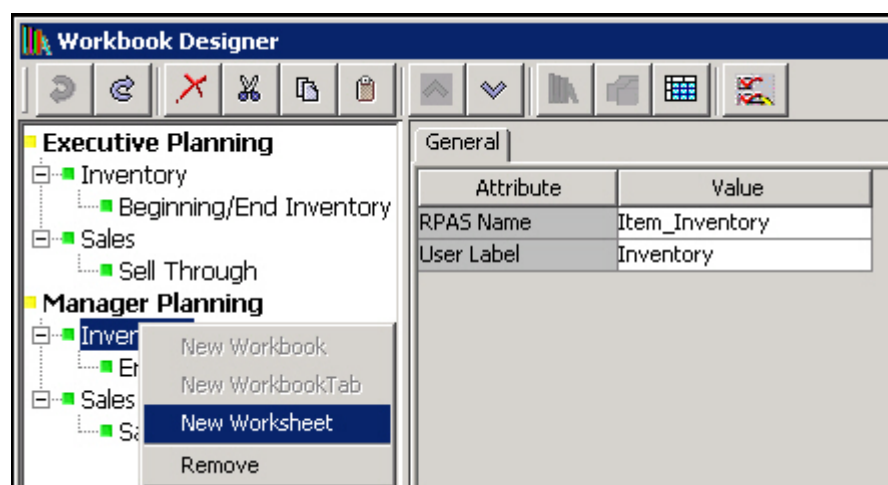 Workbook Designer
Executive Planning
Inventory
Beginning/End Inventory
Sales
Sell Through
Manager Planning
Sales
New Workbook
New WorkbookTab
New Worksheet
Remove
General
Attribute Value
RPAS Name Item_Inventory
User Label Inventory